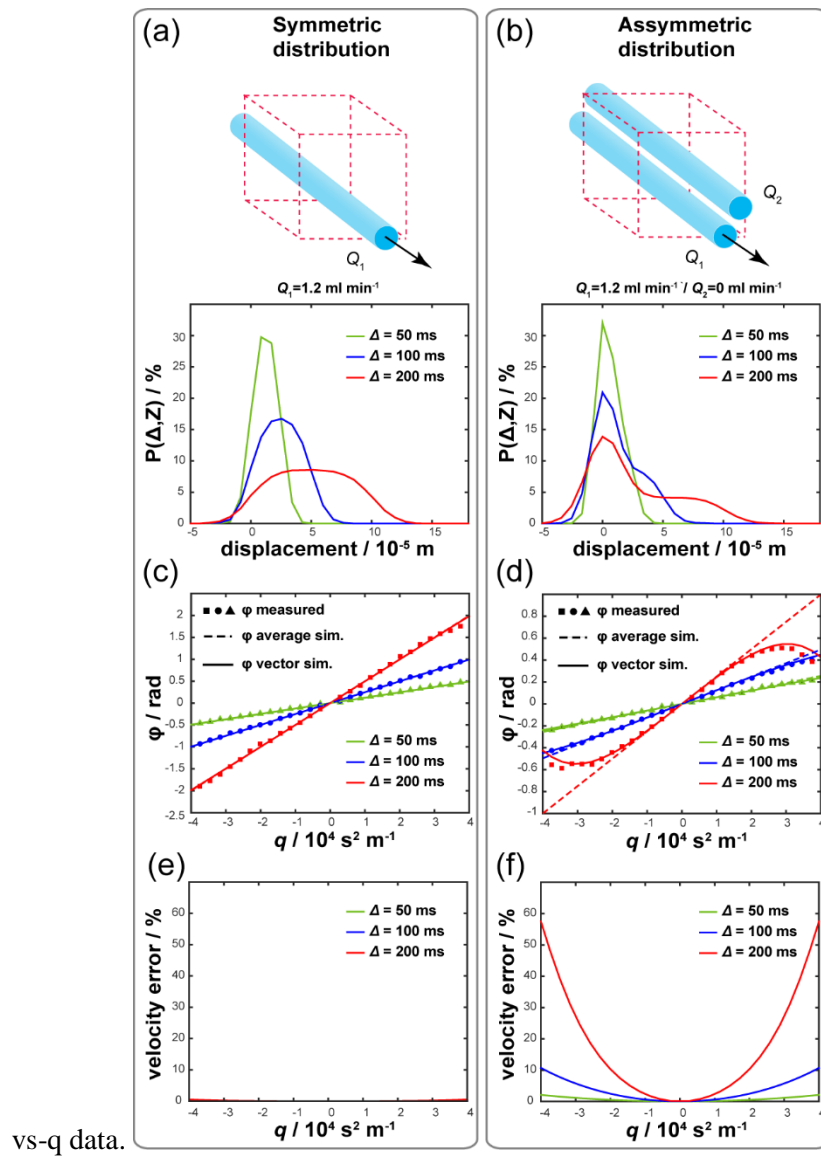 (a) Symmetric
distribution
Q1
Q1=1.2 ml min-1
30
25
20
15
10
5
0
P(Δ,Z) / %
Δ = 50 ms
Δ = 100 ms
Δ = 200 ms
-5 0 5 10 15
displacement / 10-5 m
(c)
2
1.5
1
0.5
0
-0.5
-1
-1.5
-2
-2.5
φ / rad
φ measured
φ average sim.
φ vector sim.
Δ = 50 ms
Δ = 100 ms
Δ = 200 ms
-4 -3 -2 -1 0 1 2 3 4
q / 10⁴ s² m-1
(e)
60
50
40
30
20
10
0
velocity error / %
Δ = 50 ms
Δ = 100 ms
Δ = 200 ms
-4 -3 -2 -1 0 1 2 3 4
q / 10⁴ s² m-1
(b) Assymmetric
distribution
Q2
Q1
Q1=1.2 ml min-1 / Q2=0 ml min-1
30
25
20
15
10
5
0
P(Δ,Z) / %
Δ = 50 ms
Δ = 100 ms
Δ = 200 ms
-5 0 5 10 15
displacement / 10-5 m
(d)
1
0.8
0.6
0.4
0.2
0
-0.2
-0.4
-0.6
-0.8
-1
φ / rad
φ measured
φ average sim.
φ vector sim.
Δ = 50 ms
Δ = 100 ms
Δ = 200 ms
-4 -3 -2 -1 0 1 2 3 4
q / 10⁴ s² m-1
(f)
60
50
40
30
20
10
0
velocity error / %
Δ = 50 ms
Δ = 100 ms
Δ = 200 ms
-4 -3 -2 -1 0 1 2 3 4
q / 10⁴ s² m-1
vs-q data.